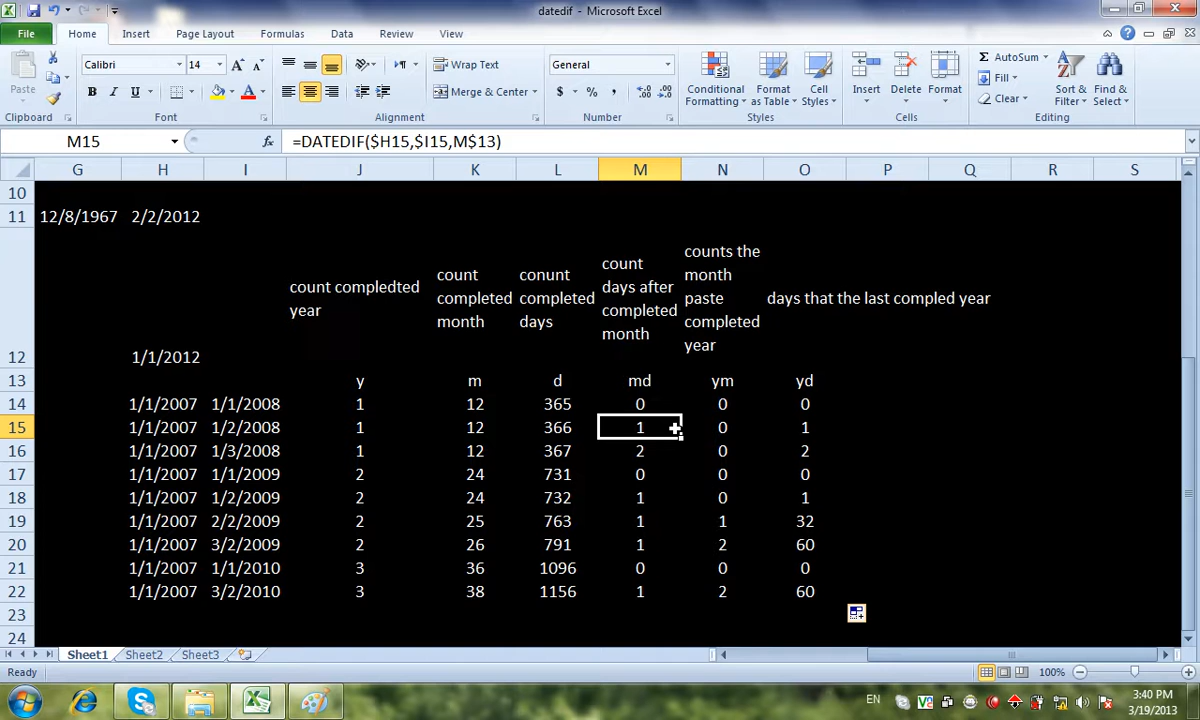 datedif - Microsoft Excel
File Home Insert Page Layout Formulas Data Review View
Calibri 14 Wrap Text General AutoSum
Paste Fill
B I U Merge & Center $ % , Conditional Formatting Format as Table Cell Styles Insert Delete Format Clear Sort & Filter Find & Select
Clipboard Font Alignment Number Styles Cells Editing
M15 fx =DATEDIF($H15,$I15,M$13)
G H I J K L M N O P Q R S
10
11 12/8/1967 2/2/2012
counts the
count month
count conunt days after paste
count compledted completed completed completed completed days that the last compled year
year month days month year
12 1/1/2012
13 y m d md ym yd
14 1/1/2007 1/1/2008 1 12 365 0 0 0
15 1/1/2007 1/2/2008 1 12 366 1 0 1
16 1/1/2007 1/3/2008 1 12 367 2 0 2
17 1/1/2007 1/1/2009 2 24 731 0 0 0
18 1/1/2007 1/2/2009 2 24 732 1 0 1
19 1/1/2007 2/2/2009 2 25 763 1 1 32
20 1/1/2007 3/2/2009 2 26 791 1 2 60
21 1/1/2007 1/1/2010 3 36 1096 0 0 0
22 1/1/2007 3/2/2010 3 38 1156 1 2 60
23
24
Sheet1 Sheet2 Sheet3
Ready 100%
EN 3:40 PM
3/19/2013